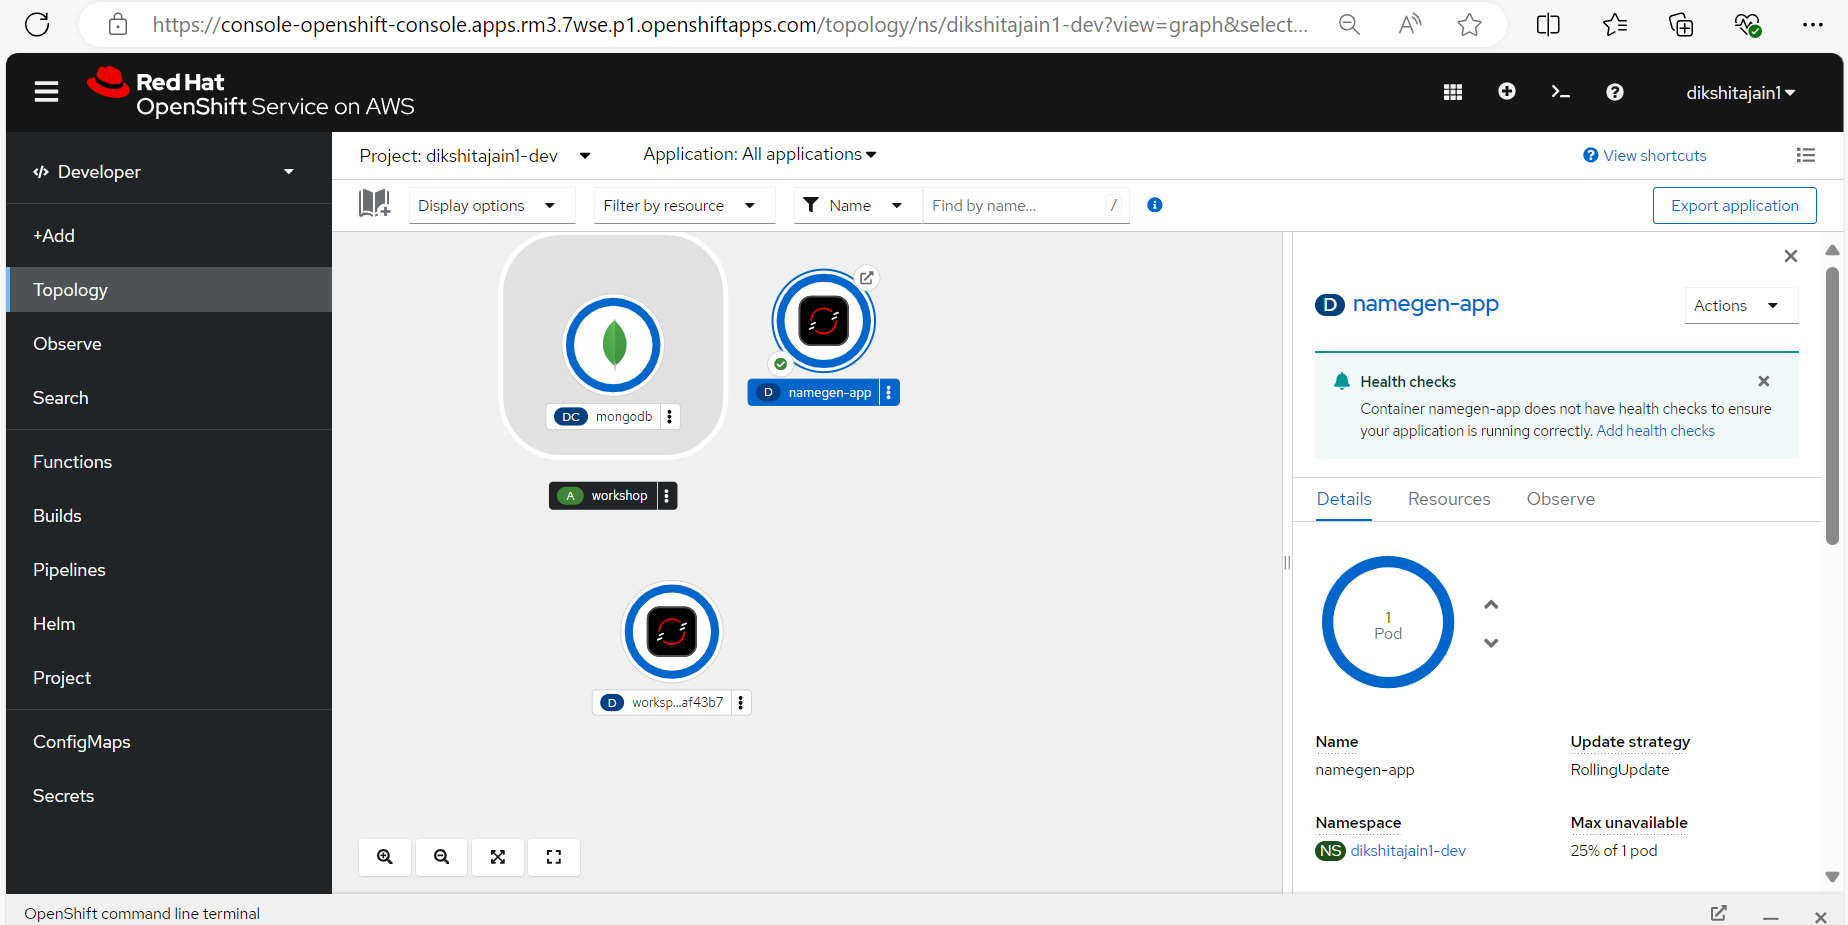 https://console-openshift-console.apps.rm3.7wse.p1.openshiftapps.com/topology/ns/dikshitajain1-dev?view=graph&select...
Red Hat
OpenShift Service on AWS
dikshitajain1
Developer
+Add
Topology
Observe
Search
Functions
Builds
Pipelines
Helm
Project
ConfigMaps
Secrets
Project: dikshitajain1-dev
Application: All applications
View shortcuts
Display options
Filter by resource
Name
Find by name...
/
Export application
DC mongodb
D namegen-app
A workshop
D worksp...af43b7
D namegen-app
Actions
Health checks
Container namegen-app does not have health checks to ensure
your application is running correctly. Add health checks
Details
Resources
Observe
1
Pod
Name
namegen-app
Update strategy
RollingUpdate
Namespace
NS dikshitajain1-dev
Max unavailable
25% of 1 pod
OpenShift command line terminal